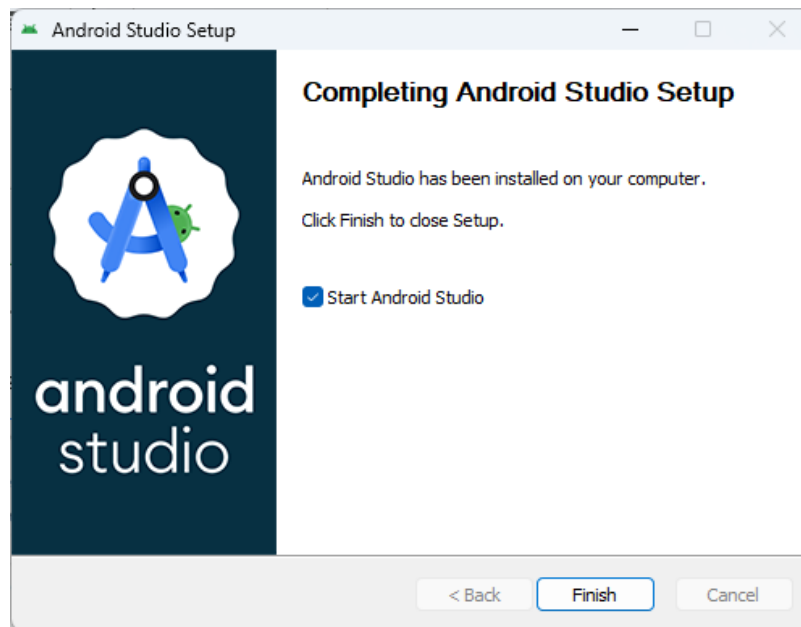 Android Studio Setup
Completing Android Studio Setup
Android Studio has been installed on your computer.
Click Finish to close Setup.
Start Android Studio
android
studio
< Back
Finish
Cancel